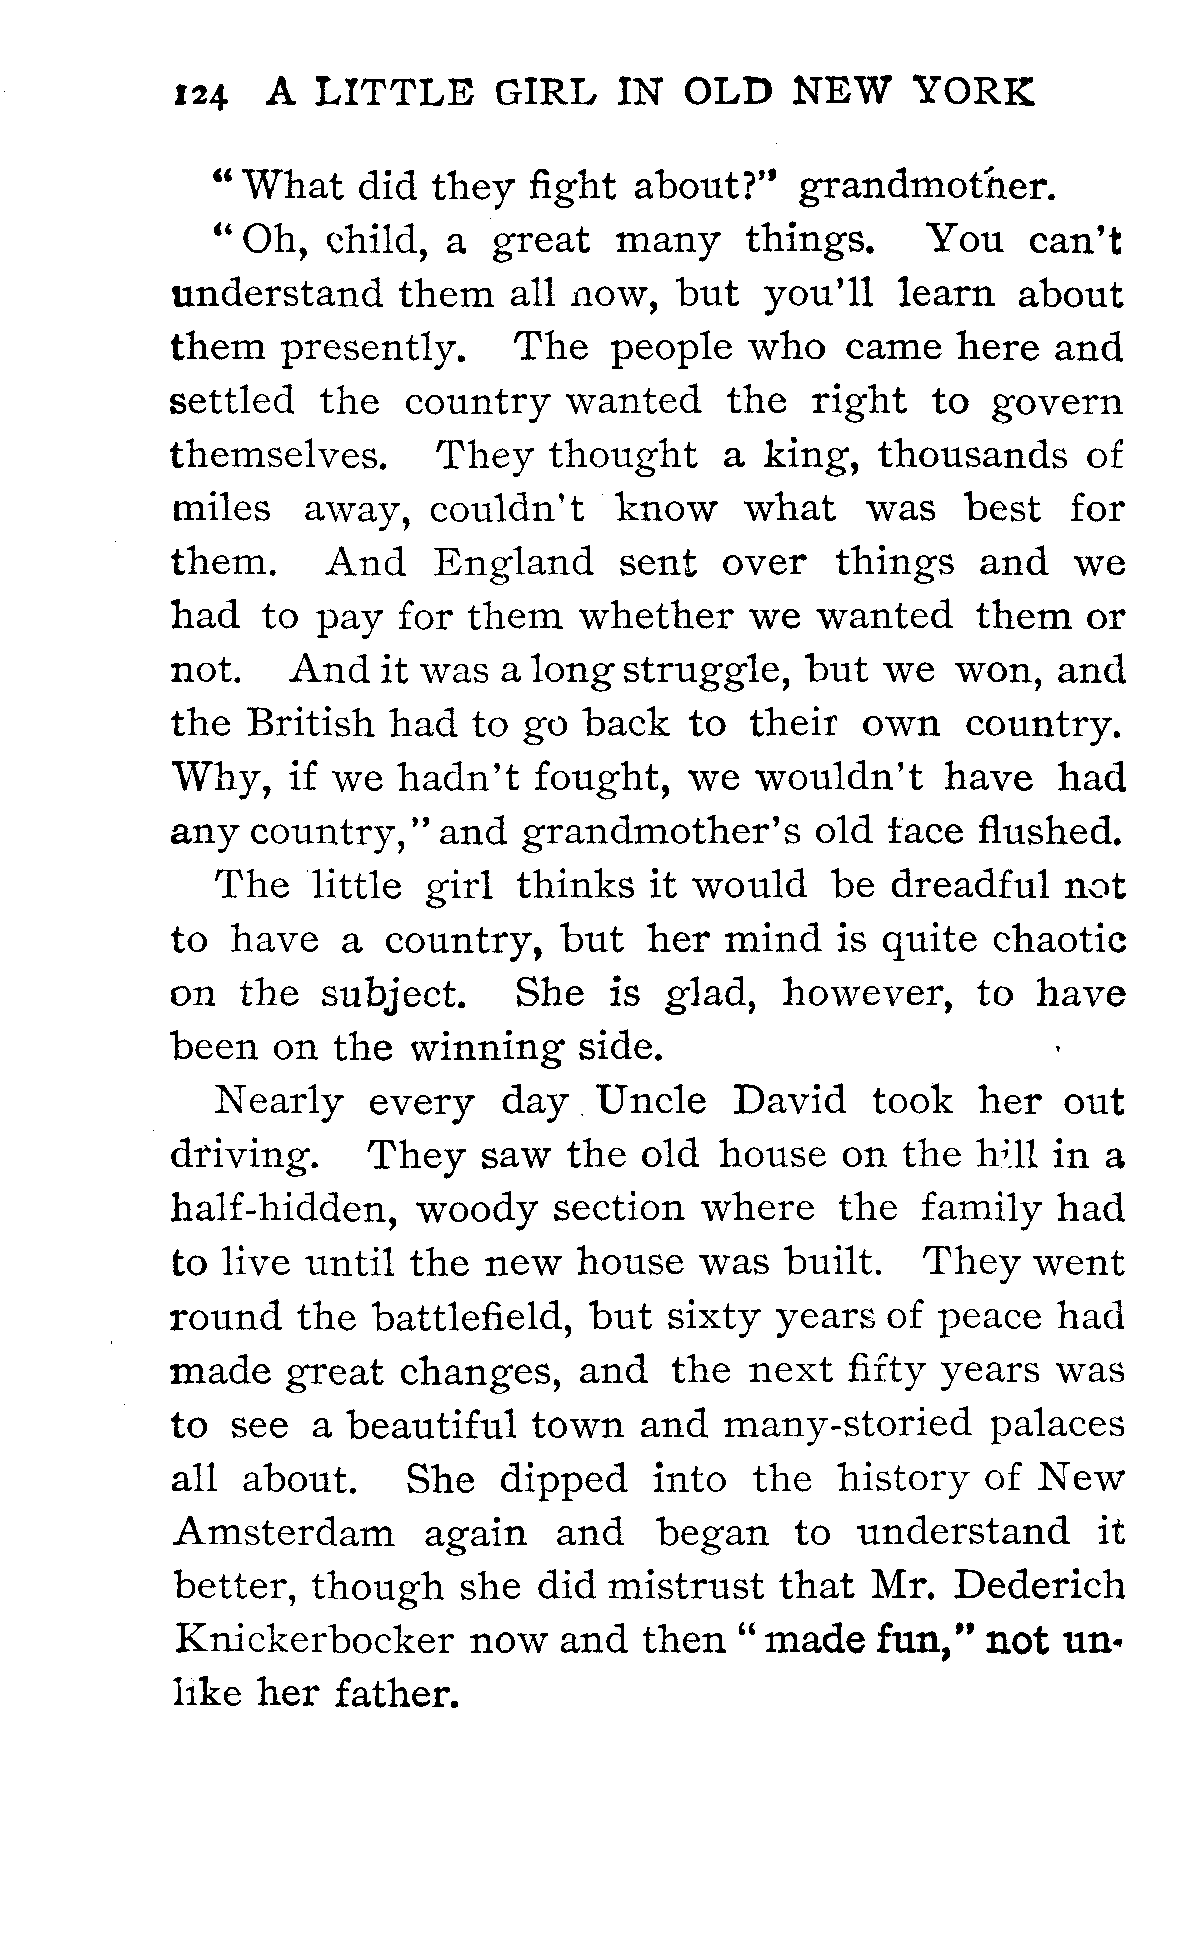 124 A LITTLE GIRL IN OLD NEW YORK
“What did they fight about?” grandmother.
“Oh, child, a great many things. You can’t
understand them all now, but you’ll learn about
them presently. The people who came here and
settled the country wanted the right to govern
themselves. They thought a king, thousands of
miles away, couldn’t know what was best for
them. And England sent over things and we
had to pay for them whether we wanted them or
not. And it was a long struggle, but we won, and
the British had to go back to their own country.
Why, if we hadn’t fought, we wouldn’t have had
any country,” and grandmother’s old face flushed.
The little girl thinks it would be dreadful not
to have a country, but her mind is quite chaotic
on the subject. She is glad, however, to have
been on the winning side.
Nearly every day Uncle David took her out
driving. They saw the old house on the hill in a
half-hidden, woody section where the family had
to live until the new house was built. They went
round the battlefield, but sixty years of peace had
made great changes, and the next fifty years was
to see a beautiful town and many-storied palaces
all about. She dipped into the history of New
Amsterdam again and began to understand it
better, though she did mistrust that Mr. Dederich
Knickerbocker now and then “made fun,” not un-
like her father.